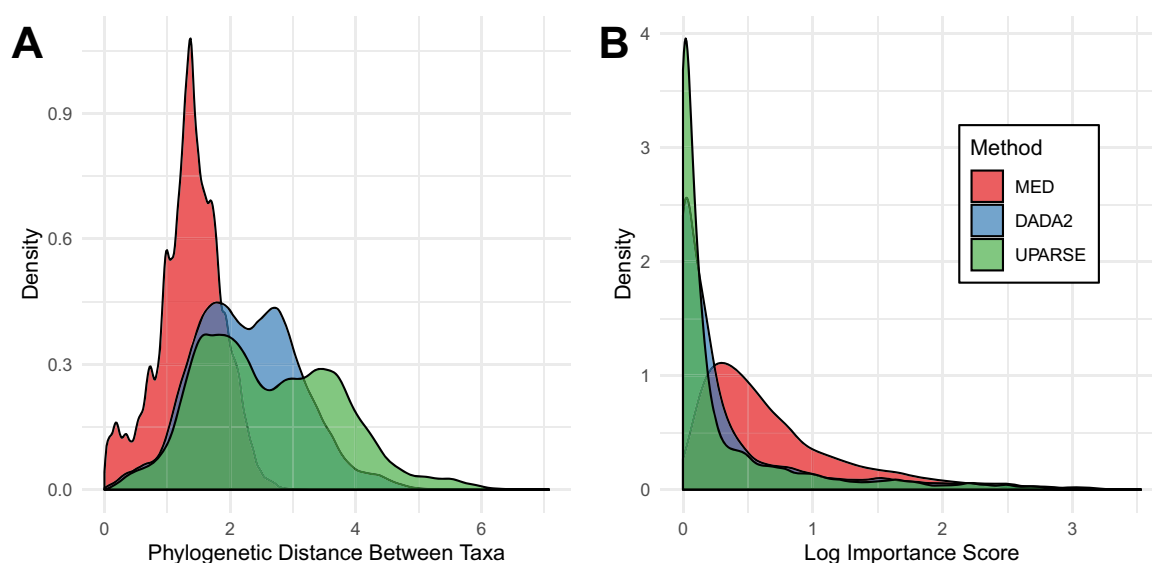 A
Density
0.9
0.6
0.3
0.0
0
2
4
6
Phylogenetic Distance Between Taxa
B
Density
4
3
2
1
0
0
1
2
3
Log Importance Score
Method
MED
DADA2
UPARSE